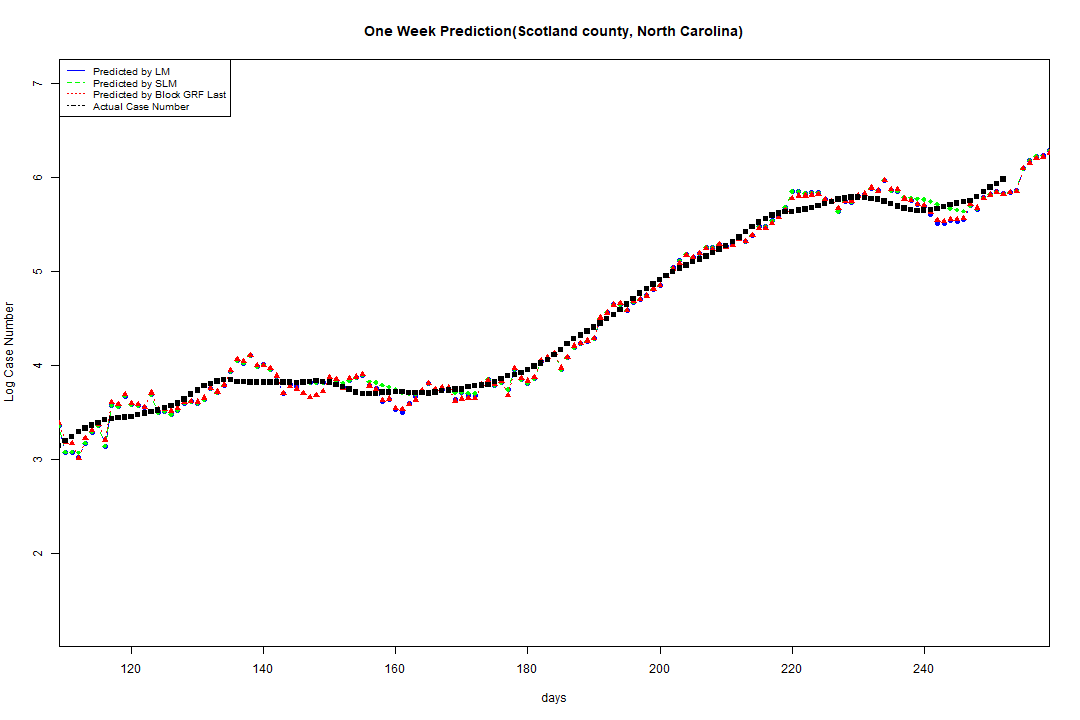 One Week Prediction(Scotland county, North Carolina)
Predicted by LM
Predicted by SLM
Predicted by Block GRF Last
Actual Case Number
7
6
5
4
3
2
Log Case Number
120 140 160 180 200 220 240
days